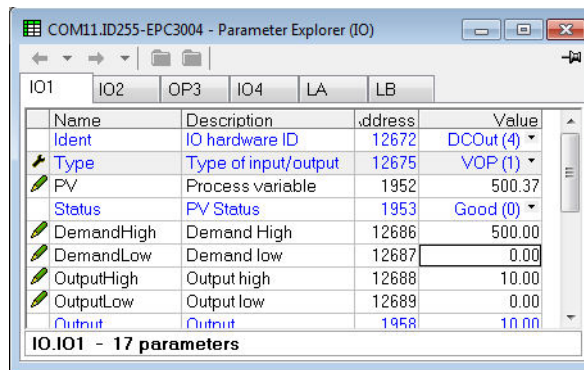 COM11.ID255-EPC3004 - Parameter Explorer (IO)
IO1 IO2 OP3 IO4 LA LB
Name Description ddress Value
Ident IO hardware ID 12672 DCOut (4)
Type Type of input/output 12675 VOP (1)
PV Process variable 1952 500.37
Status PV Status 1953 Good (0)
DemandHigh Demand High 12686 500.00
DemandLow Demand low 12687 0.00
OutputHigh Output high 12688 10.00
OutputLow Output low 12689 0.00
Output Output 1958 10.00
IO.IO1 - 17 parameters